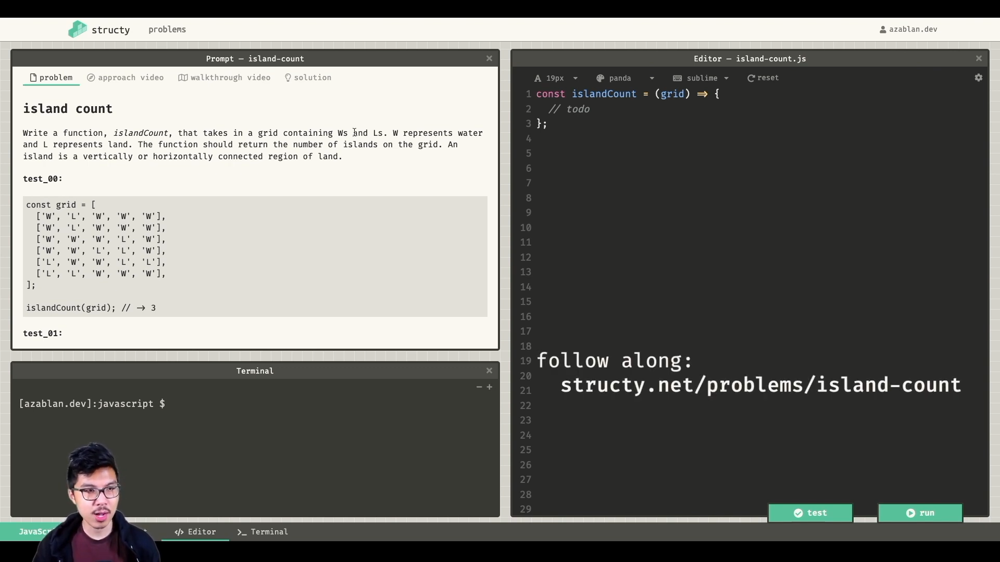 structy problems azablan.dev
Prompt — island-count
problem approach video walkthrough video solution
island count
Write a function, islandCount, that takes in a grid containing Ws and Ls. W represents water
and L represents land. The function should return the number of islands on the grid. An
island is a vertically or horizontally connected region of land.
test_00:
const grid = [
['W', 'L', 'W', 'W', 'W'],
['W', 'L', 'W', 'W', 'W'],
['W', 'W', 'W', 'L', 'W'],
['W', 'W', 'L', 'L', 'W'],
['L', 'W', 'W', 'L', 'L'],
['L', 'L', 'W', 'W', 'W'],
];
islandCount(grid); // -> 3
test_01:
Terminal
[azablan.dev]:javascript $
Editor — island-count.js
A 19px panda sublime reset
1 const islandCount = (grid) => {
2 // todo
3 };
4
5
6
7
8
9
10
11
12
13
14
15
16
17
18
19
20
21
22
23
24
25
26
27
28
29
follow along:
structy.net/problems/island-count
test run
Editor Terminal